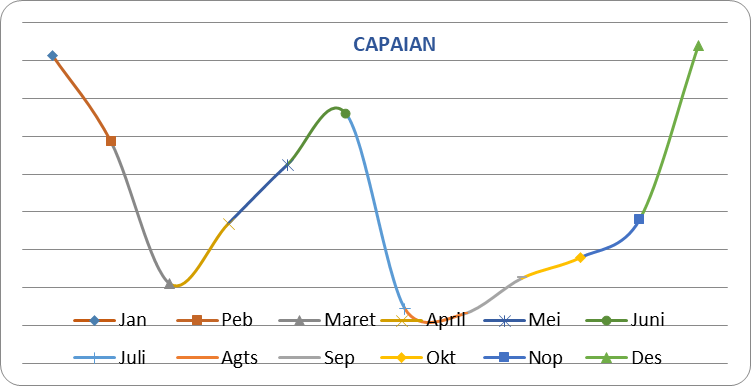 CAPAIAN
Jan Peb Maret April Mei Juni
Juli Agts Sep Okt Nop Des